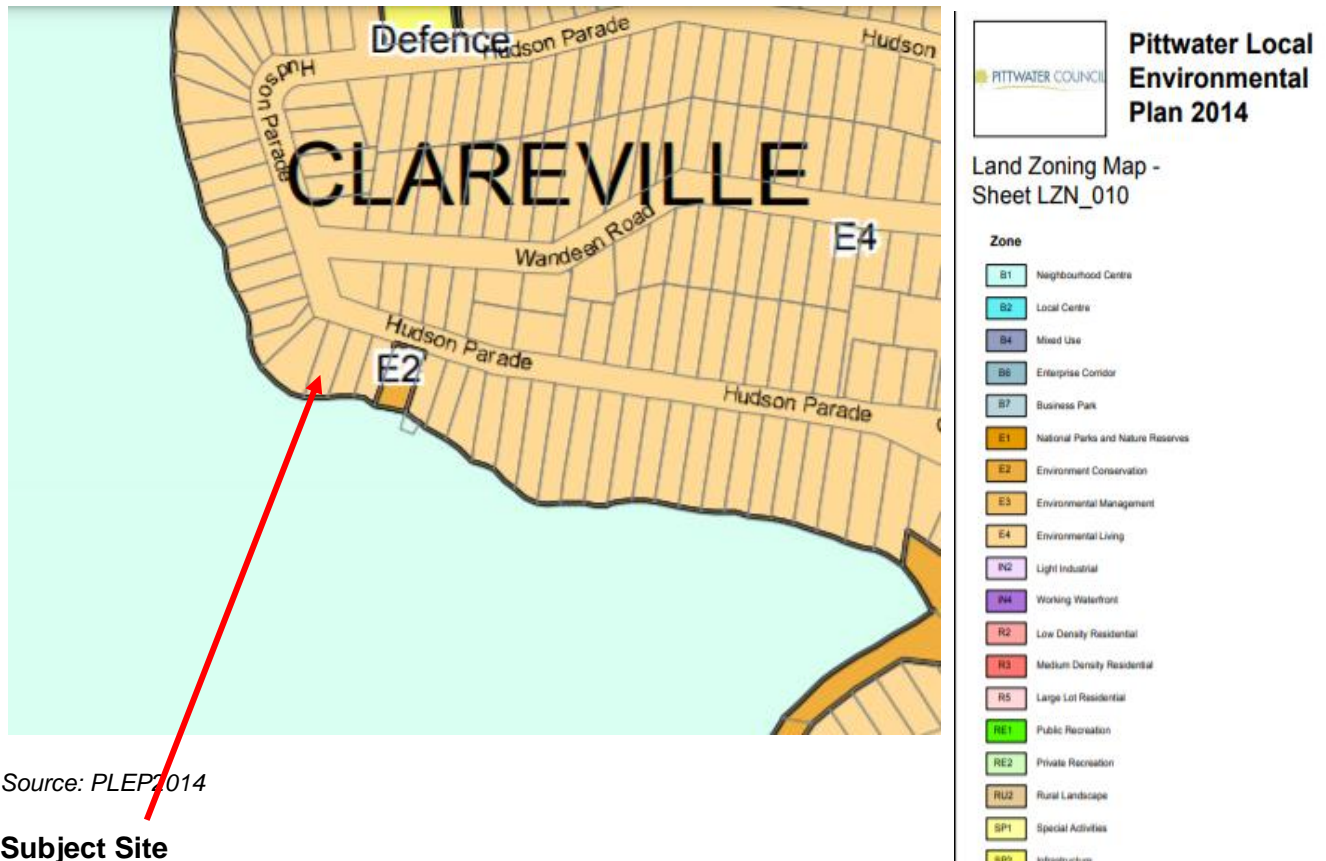 Defence
Hudson Parade
Hudson
Hudson Parade
CLAREVILLE
Wandeen Road
E4
Hudson Parade
E2
Hudson Parade
Source: PLEP2014
Subject Site
PITTWATER COUNCIL
Pittwater Local
Environmental
Plan 2014
Land Zoning Map -
Sheet LZN_010
Zone
B1 Neighbourhood Centre
B2 Local Centre
B4 Mixed Use
B6 Enterprise Corridor
B7 Business Park
E1 National Parks and Nature Reserves
E2 Environment Conservation
E3 Environmental Management
E4 Environmental Living
IN2 Light Industrial
IN4 Working Waterfront
R2 Low Density Residential
R3 Medium Density Residential
R5 Large Lot Residential
RE1 Public Recreation
RE2 Private Recreation
RU2 Rural Landscape
SP1 Special Activities
SP2 Infrastructure